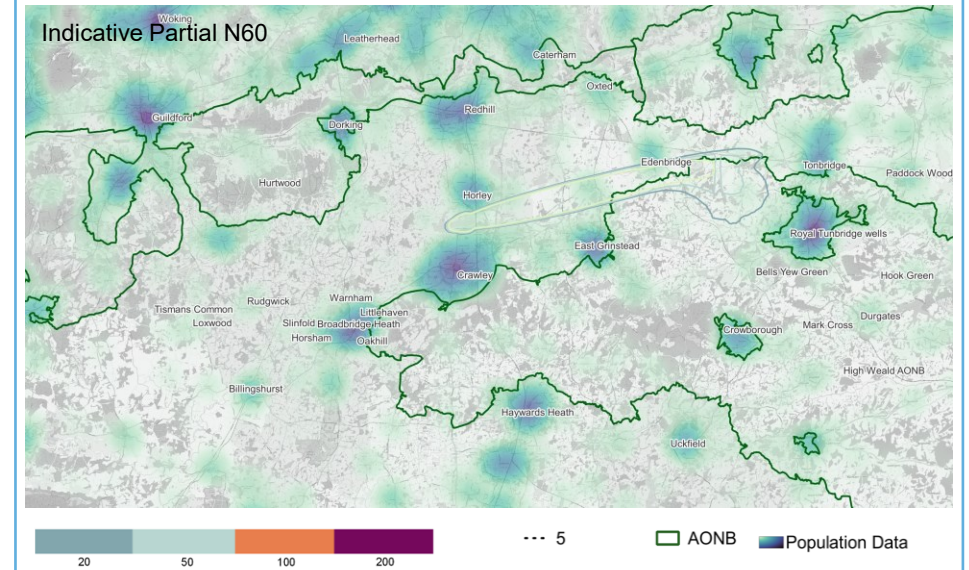 Woking
Indicative Partial N60
Leatherhead
Caterham
Oxted
Redhill
Guildford
Dorking
Edenbridge
Tonbridge
Paddock Wood
Hurtwood
Horley
Royal Tunbridge wells
East Grinstead
Crawley
Bells Yew Green
Hook Green
Warnham
Rudgwick
Tismans Common
Littlehaven
Loxwood
Slinfold
Broadbridge Heath
Durgates
Mark Cross
Crowborough
Horsham
Oakhill
High Weald AONB
Billingshurst
Haywards Heath
Uckfield
--- 5
AONB
Population Data
20 50 100 200